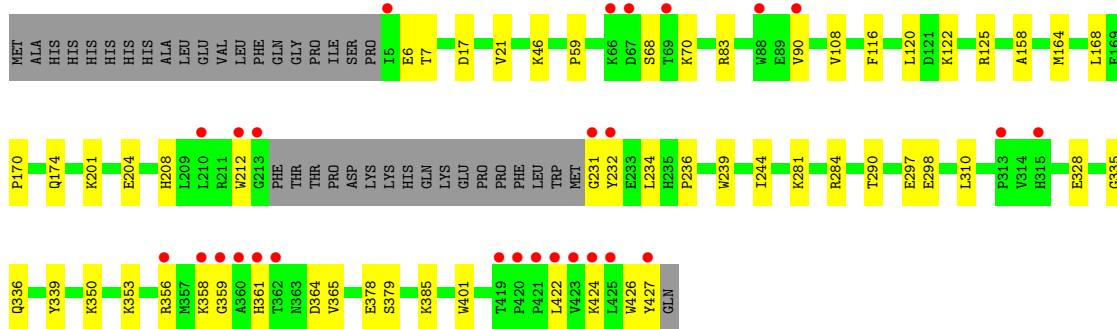 MET ALA HIS HIS HIS HIS HIS HIS ALA LEU GLU VAL LEU PHE GLN GLY PRO ILE SER PRO I5 E6 T7 D17 V21 K46 P59 K66 D67 S68 T69 K70 R83 W88 E89 V90 V108 F116 L120 D121 K122 R125 A158 M164 L168 F169
P170 Q174 K201 E204 H208 L209 L210 R211 W212 G213 PHE THR THR PRO ASP LYS LYS HIS GLN LYS GLU PRO PRO PHE LEU TRP MET G231 Y232 E233 L234 H235 P236 W239 I244 K281 R284 T290 E297 E298 L310 P313 V314 H315 E328 G335
Q336 Y339 K350 K353 R356 M357 K358 G359 A360 H361 T362 N363 D364 V365 E378 S379 K385 W401 T419 P420 P421 L422 V423 K424 L425 W426 Y427 GLN